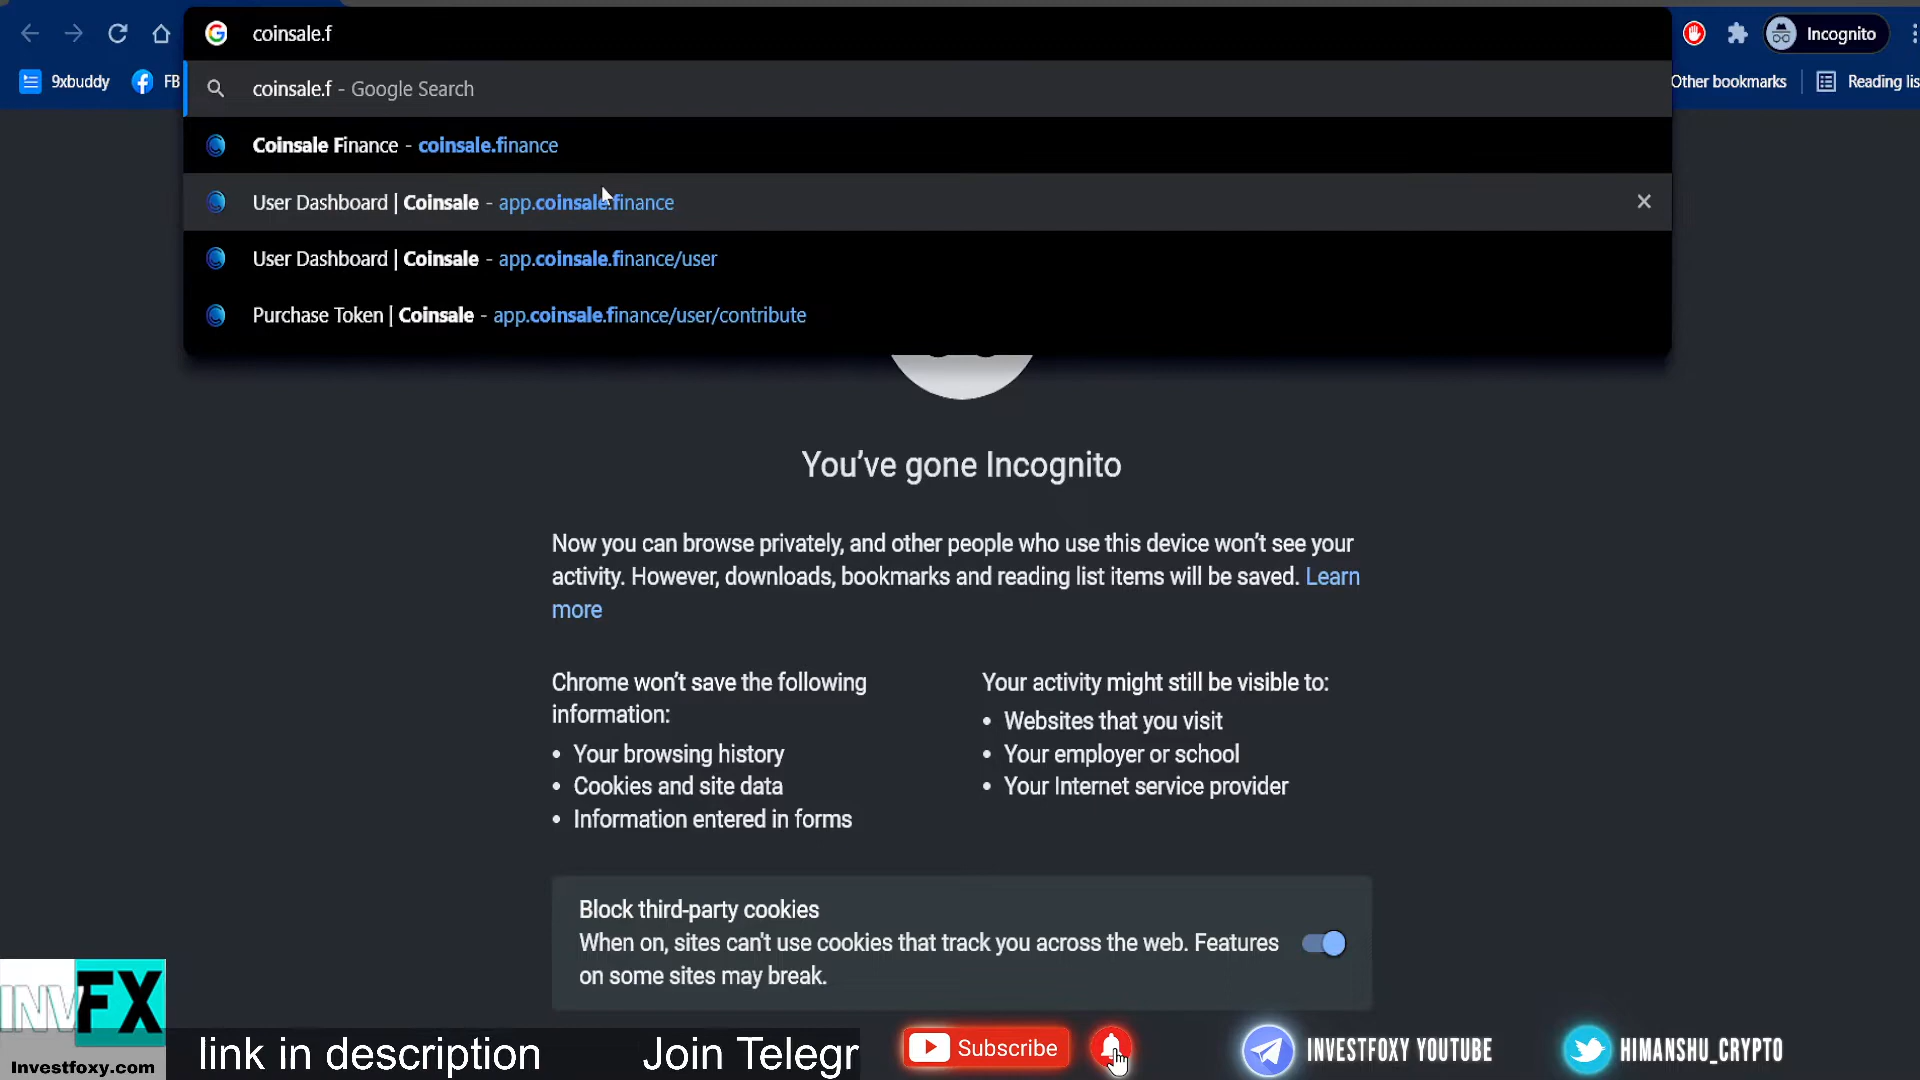 coinsale.f
Incognito
9xbuddy
FB
Other bookmarks
Reading lis
coinsale.f - Google Search
Coinsale Finance - coinsale.finance
User Dashboard | Coinsale - app.coinsale.finance
User Dashboard | Coinsale - app.coinsale.finance/user
Purchase Token | Coinsale - app.coinsale.finance/user/contribute
You've gone Incognito
Now you can browse privately, and other people who use this device won't see your
activity. However, downloads, bookmarks and reading list items will be saved. Learn
more
Chrome won't save the following
information:
• Your browsing history
• Cookies and site data
• Information entered in forms
Your activity might still be visible to:
• Websites that you visit
• Your employer or school
• Your Internet service provider
Block third-party cookies
When on, sites can't use cookies that track you across the web. Features
on some sites may break.
INVFX
Investfoxy.com
link in description
Join Telegr
Subscribe
INVESTFOXY YOUTUBE
HIMANSHU_CRYPTO